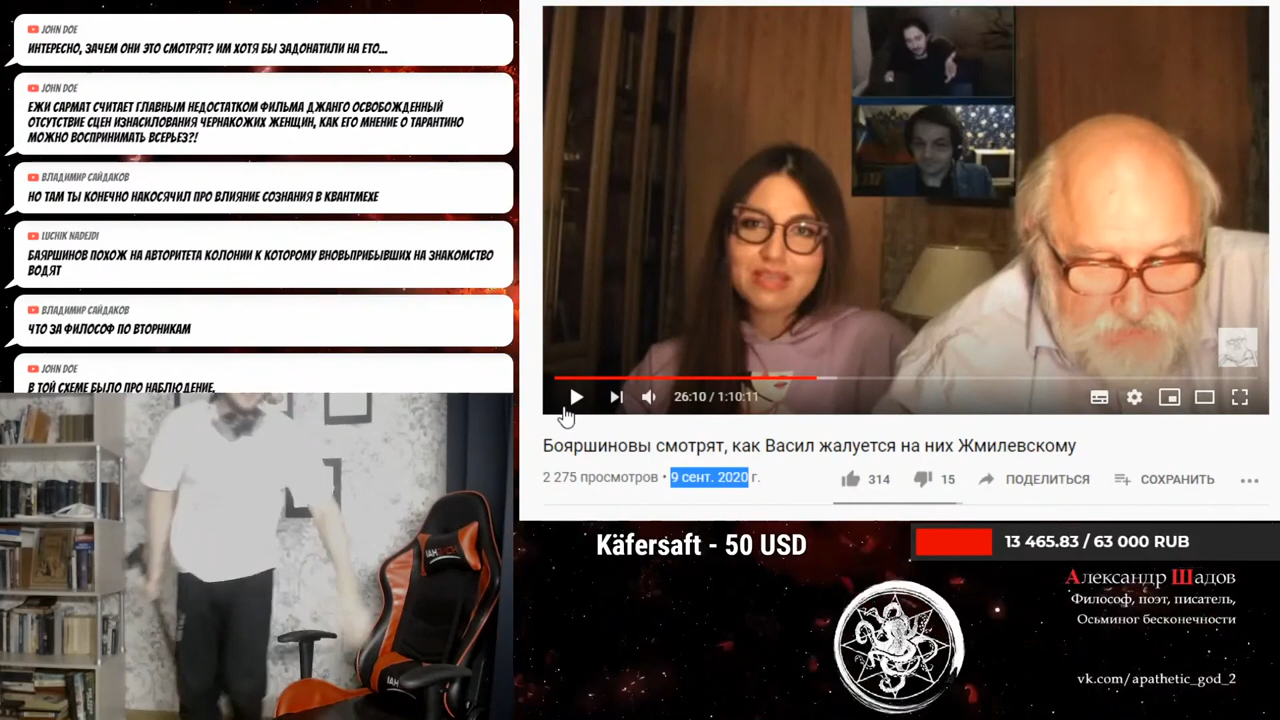 JOHN DOE
ИНТЕРЕСНО, ЗАЧЕМ ОНИ ЭТО СМОТРЯТ? ИМ ХОТЯ БЫ ЗАДОНАТИЛИ НА ЕТО...
JOHN DOE
ЕЖИ САРМАТ СЧИТАЕТ ГЛАВНЫМ НЕДОСТАТКОМ ФИЛЬМА ДЖАНГО ОСВОБОЖДЕННЫЙ
ОТСУТСТВИЕ СЦЕН ИЗНАСИЛОВАНИЯ ЧЕРНАКОЖИХ ЖЕНЩИН, КАК ЕГО МНЕНИЕ О ТАРАНТИНО
МОЖНО ВОСПРИНИМАТЬ ВСЕРЬЕЗ?!
ВЛАДИМИР САЙДАКОВ
НО ТАМ ТЫ КОНЕЧНО НАКОСЯЧИЛ ПРО ВЛИЯНИЕ СОЗНАНИЯ В КВАНТМЕХЕ
LUCHIK NADEJDI
БАЯРШИНОВ ПОХОЖ НА АВТОРИТЕТА КОЛОНИИ К КОТОРОМУ ВНОВЬПРИБЫВШИХ НА ЗНАКОМСТВО
ВОДЯТ
ВЛАДИМИР САЙДАКОВ
ЧТО ЗА ФИЛОСОФ ПО ВТОРНИКАМ
JOHN DOE
В ТОЙ СХЕМЕ БЫЛО ПРО НАБЛЮДЕНИЕ,
26:10 / 1:10:11
Бояршиновы смотрят, как Васил жалуется на них Жмилевскому
2 275 просмотров • 9 сент. 2020 г.
314
15
ПОДЕЛИТЬСЯ
СОХРАНИТЬ
Käfersaft - 50 USD
13 465.83 / 63 000 RUB
Александр Шадов
Философ, поэт, писатель,
Осьминог бесконечности
vk.com/apathetic_god_2